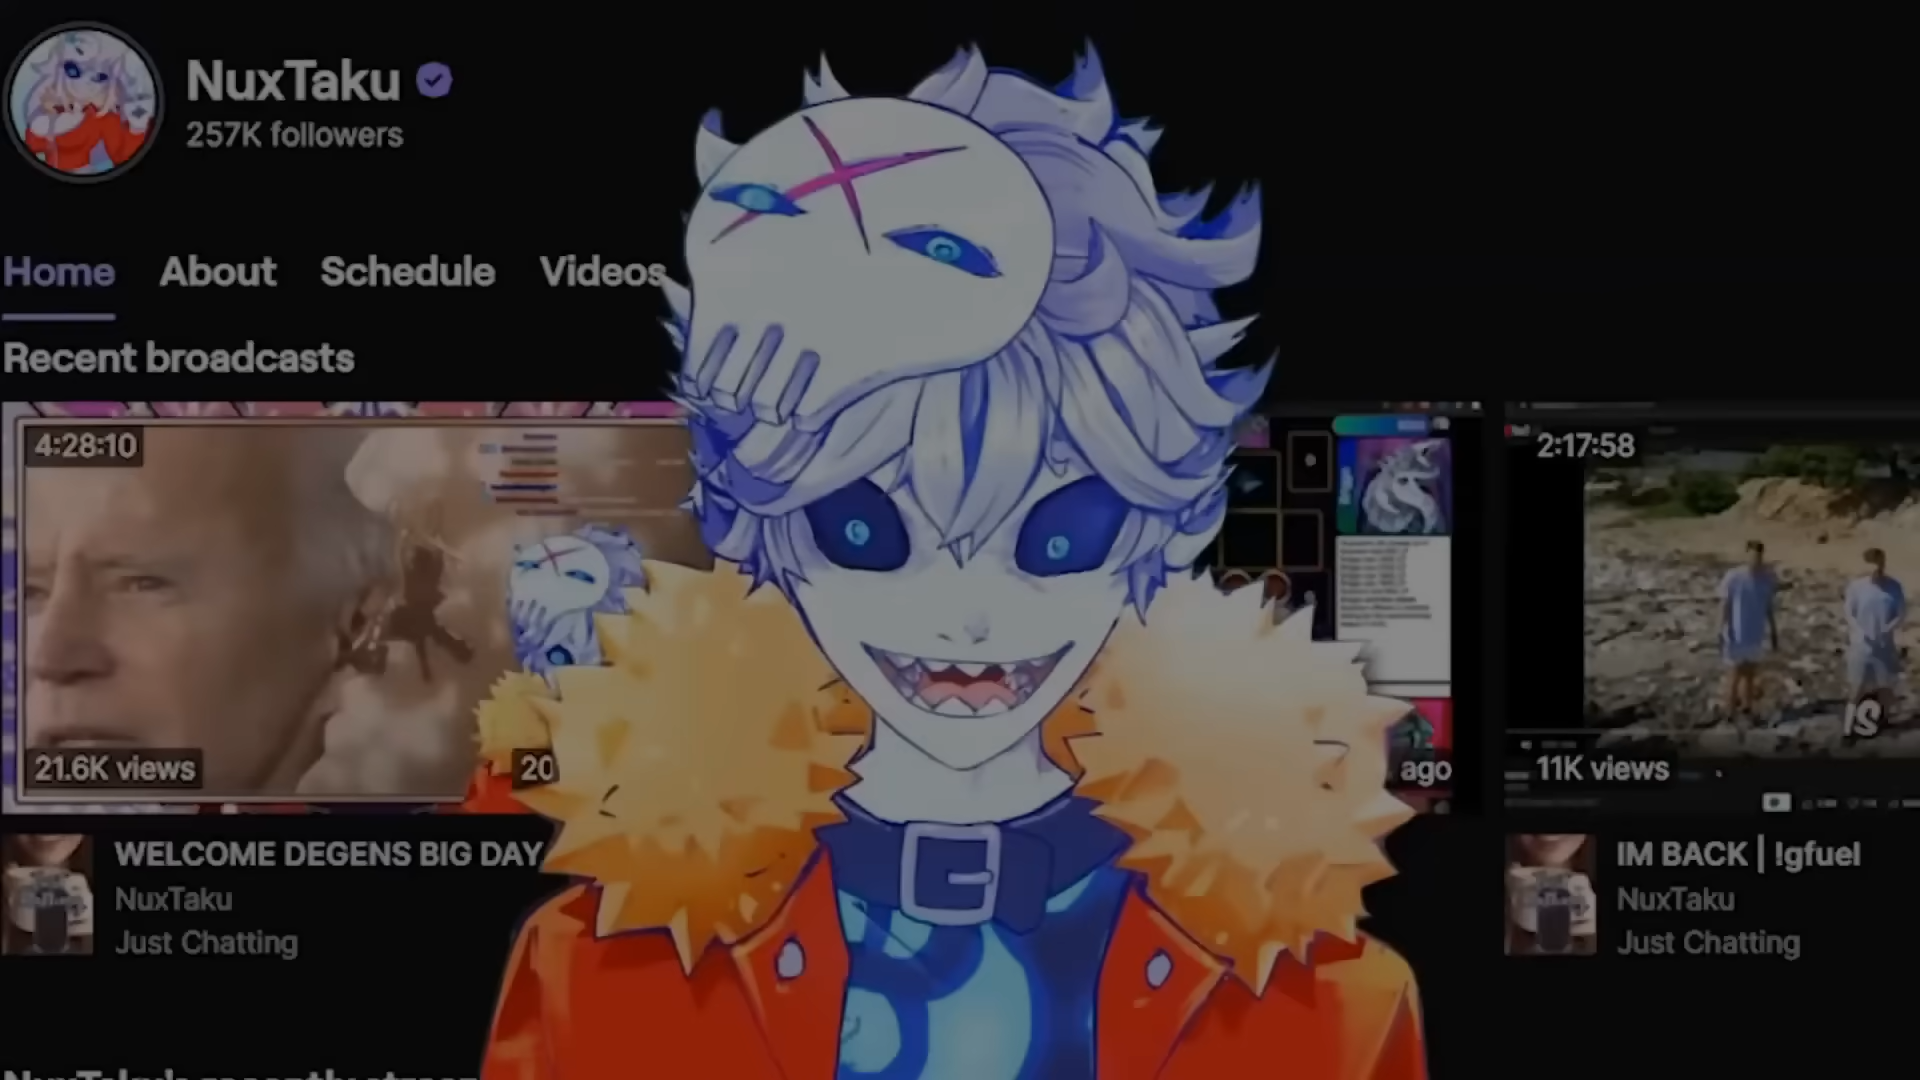 NuxTaku
257K followers
Home About Schedule Videos
Recent broadcasts
4:28:10
2:17:58
IS
21.6K views
20
ago
11K views
WELCOME DEGENS BIG DAY
NuxTaku
Just Chatting
IM BACK | !gfuel
NuxTaku
Just Chatting